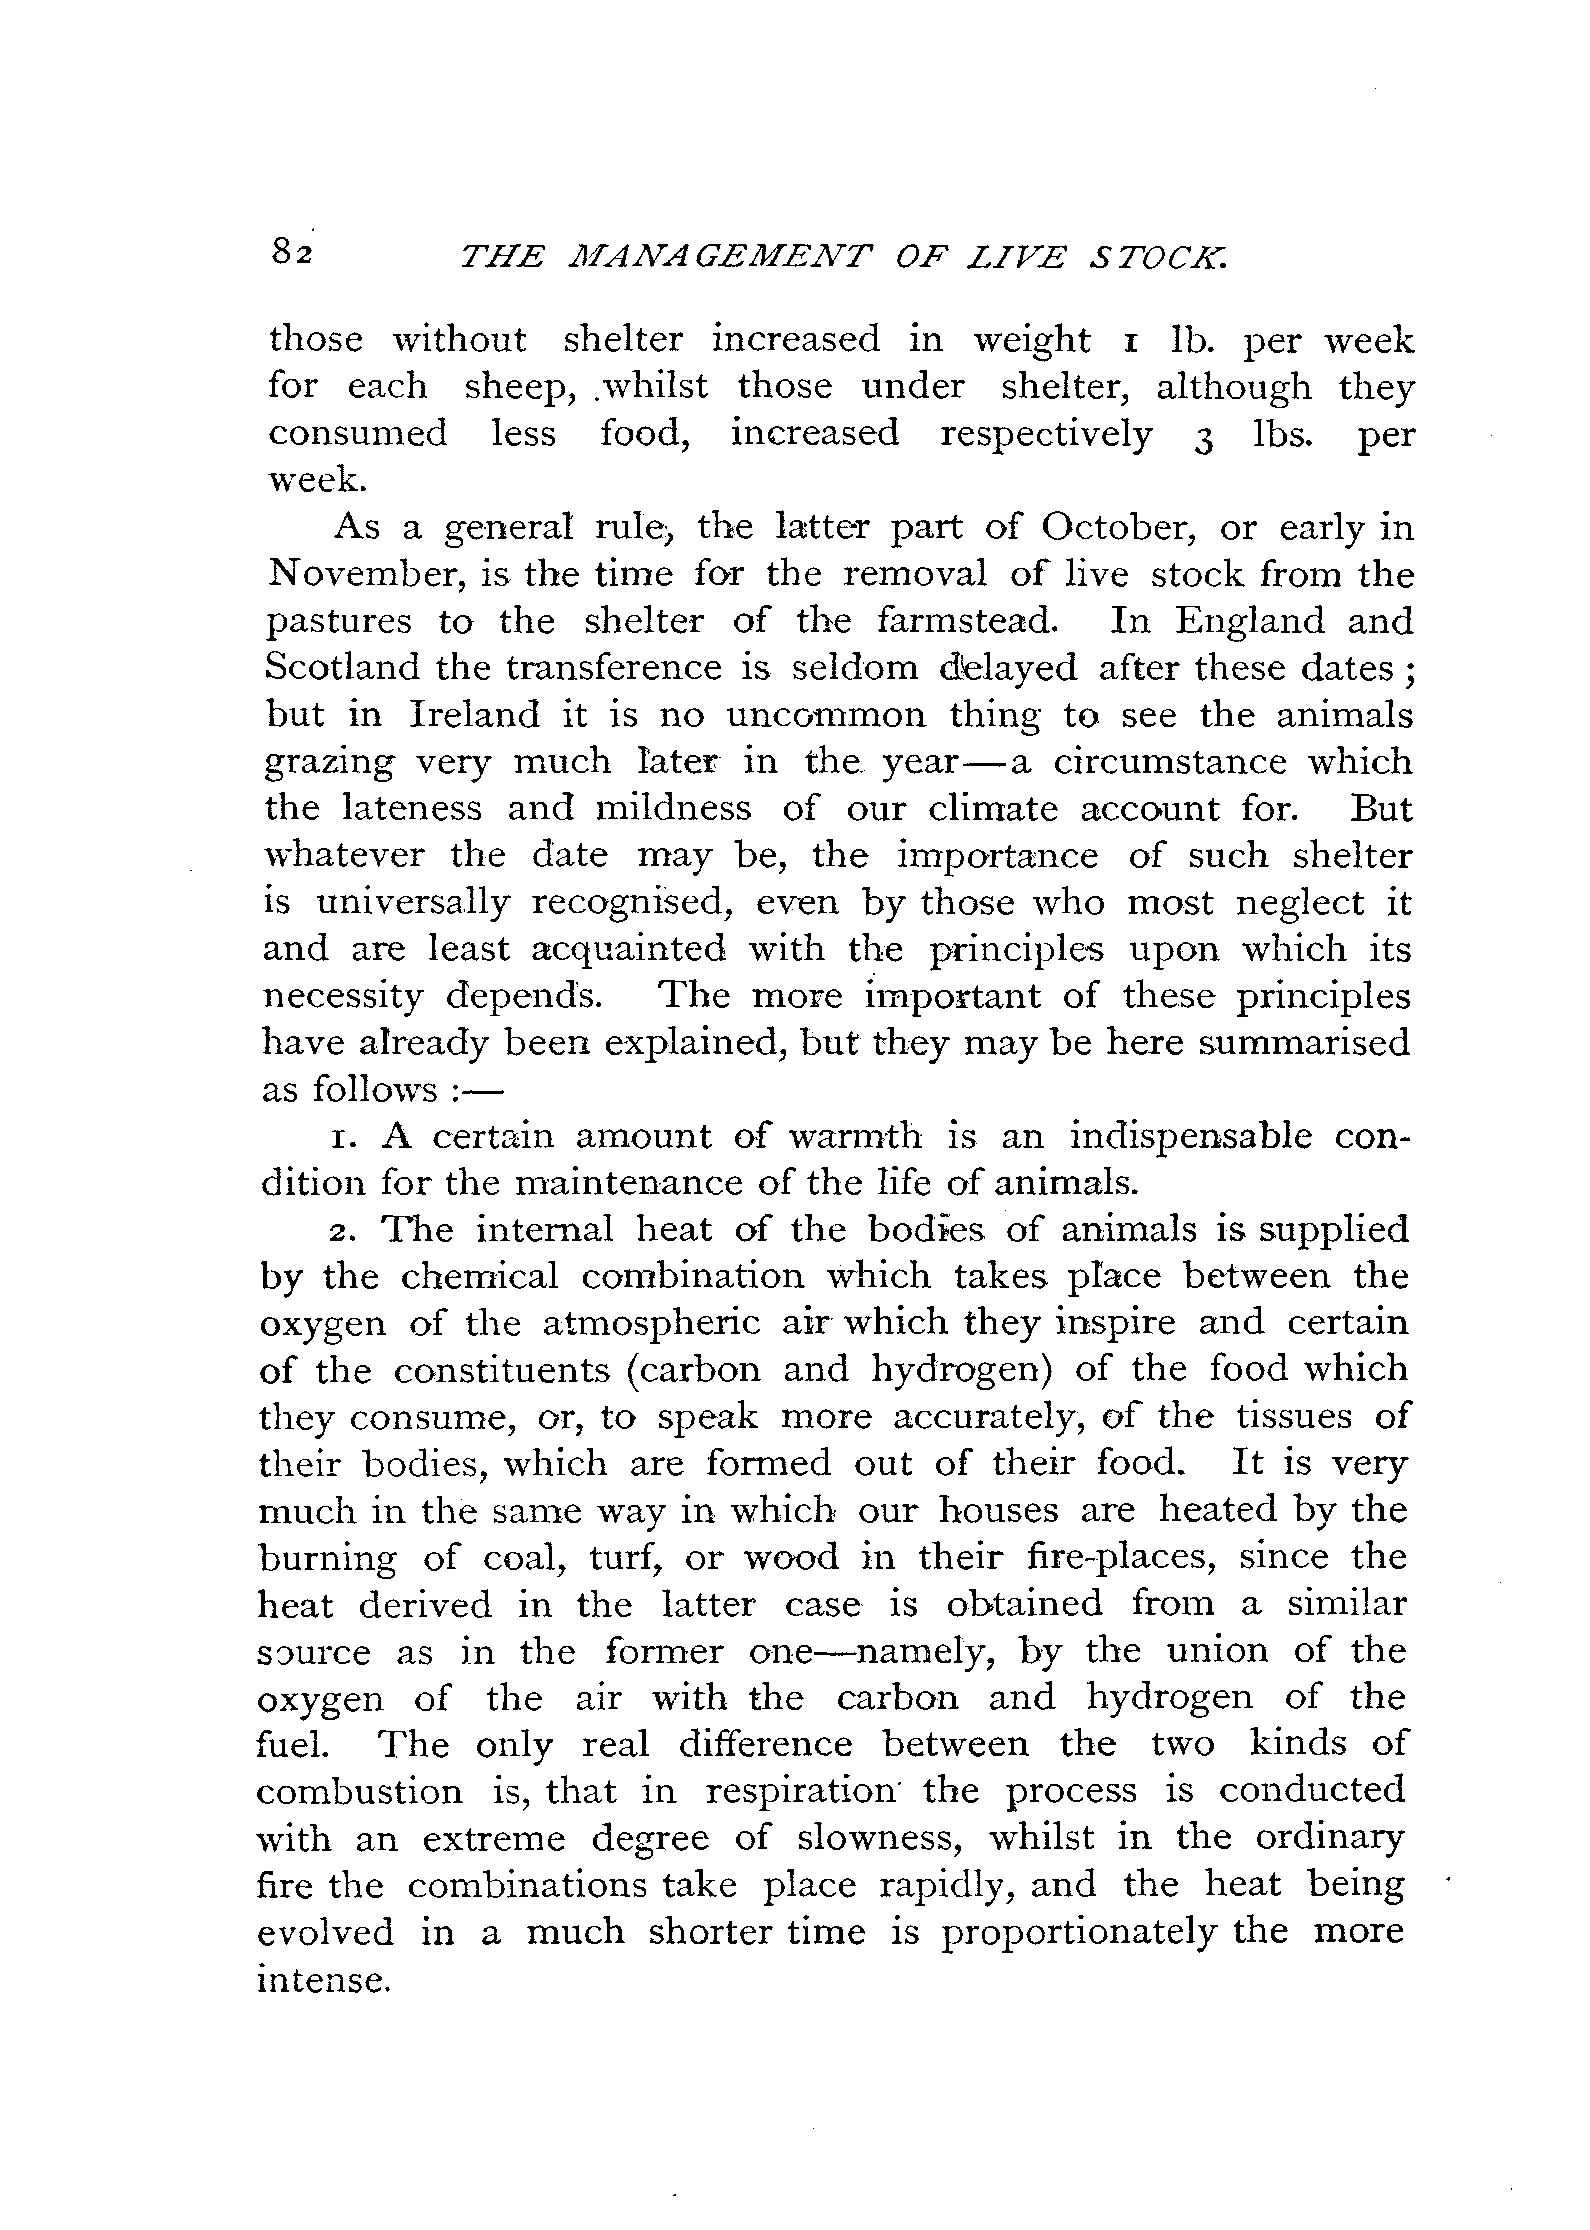 82 THE MANAGEMENT OF LIVE STOCK.
those without shelter increased in weight 1 lb. per week
for each sheep, whilst those under shelter, although they
consumed less food, increased respectively 3 lbs. per
week.
As a general rule, the latter part of October, or early in
November, is the time for the removal of live stock from the
pastures to the shelter of the farmstead. In England and
Scotland the transference is seldom delayed after these dates ;
but in Ireland it is no uncommon thing to see the animals
grazing very much later in the year—a circumstance which
the lateness and mildness of our climate account for. But
whatever the date may be, the importance of such shelter
is universally recognised, even by those who most neglect it
and are least acquainted with the principles upon which its
necessity depends. The more important of these principles
have already been explained, but they may be here summarised
as follows :—
1. A certain amount of warmth is an indispensable con-
dition for the maintenance of the life of animals.
2. The internal heat of the bodies of animals is supplied
by the chemical combination which takes place between the
oxygen of the atmospheric air which they inspire and certain
of the constituents (carbon and hydrogen) of the food which
they consume, or, to speak more accurately, of the tissues of
their bodies, which are formed out of their food. It is very
much in the same way in which our houses are heated by the
burning of coal, turf, or wood in their fire-places, since the
heat derived in the latter case is obtained from a similar
source as in the former one—namely, by the union of the
oxygen of the air with the carbon and hydrogen of the
fuel. The only real difference between the two kinds of
combustion is, that in respiration the process is conducted
with an extreme degree of slowness, whilst in the ordinary
fire the combinations take place rapidly, and the heat being
evolved in a much shorter time is proportionately the more
intense.